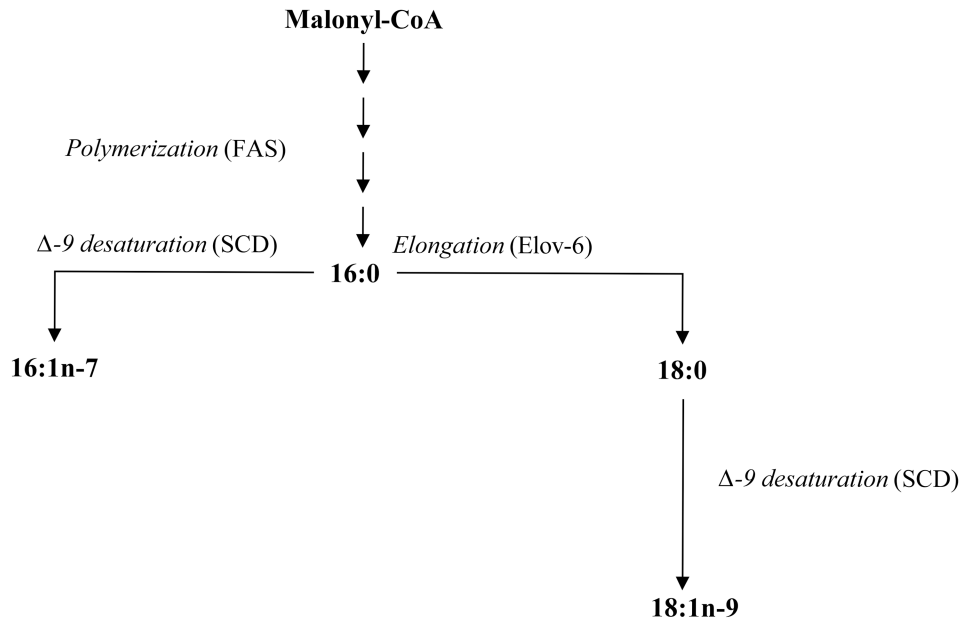 Malonyl-CoA
Polymerization (FAS)
Δ-9 desaturation (SCD)
Elongation (Elov-6)
16:0
16:1n-7
18:0
Δ-9 desaturation (SCD)
18:1n-9